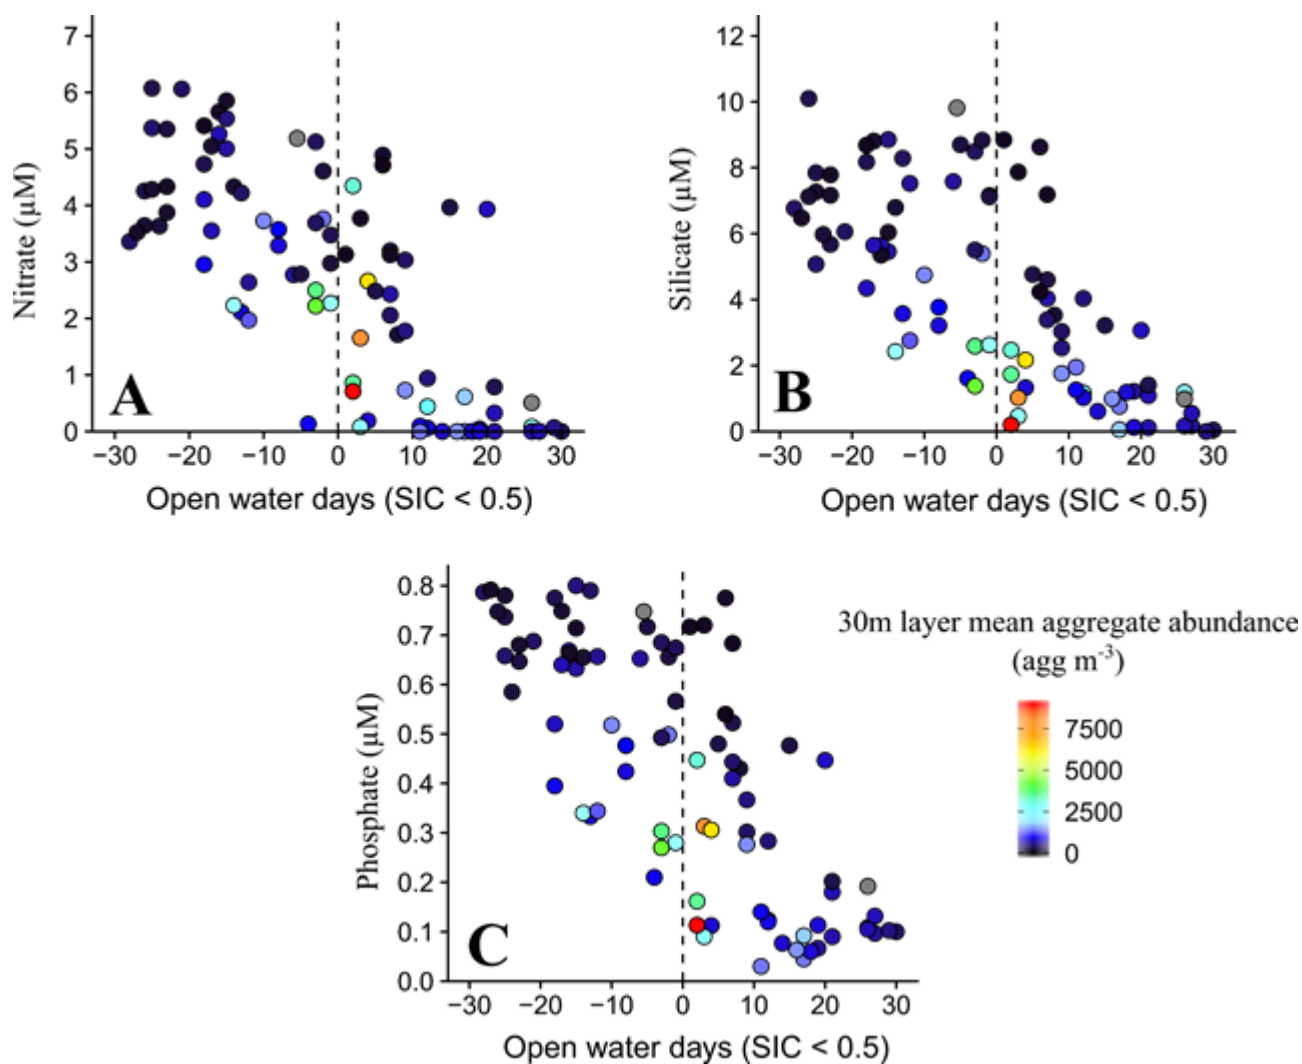 7
6
5
4
3
2
1
0
Nitrate (µM)
A
−30 −20 −10 0 10 20 30
Open water days (SIC < 0.5)
12
10
8
6
4
2
0
Silicate (µM)
B
−30 −20 −10 0 10 20 30
Open water days (SIC < 0.5)
0.8
0.7
0.6
0.5
0.4
0.3
0.2
0.1
0.0
Phosphate (µM)
C
−30 −20 −10 0 10 20 30
Open water days (SIC < 0.5)
30m layer mean aggregate abundance
(agg m⁻³)
7500
5000
2500
0